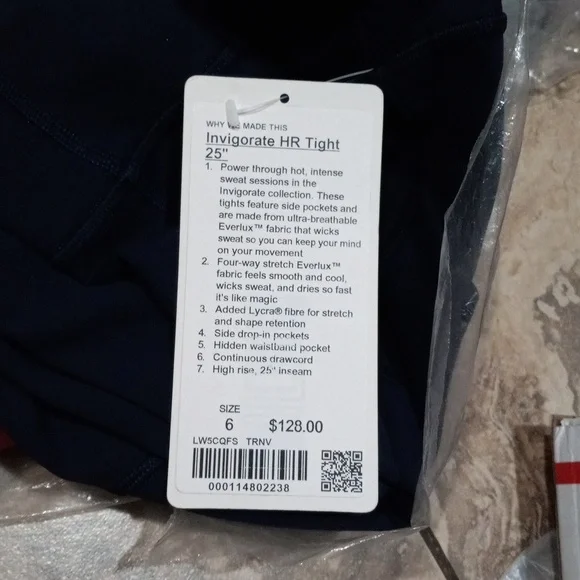 WHY WE MADE THIS
Invigorate HR Tight
25"
1. Power through hot, intense
sweat sessions in the
Invigorate collection. These
tights feature side pockets and
are made from ultra-breathable
Everlux™ fabric that wicks
sweat so you can keep your mind
on your movement
2. Four-way stretch Everlux™
fabric feels smooth and cool,
wicks sweat, and dries so fast
it's like magic
3. Added Lycra® fibre for stretch
and shape retention
4. Side drop-in pockets
5. Hidden waistband pocket
6. Continuous drawcord
7. High rise, 25" inseam
SIZE
6 $128.00
LW5CQFS TRNV
000114802238